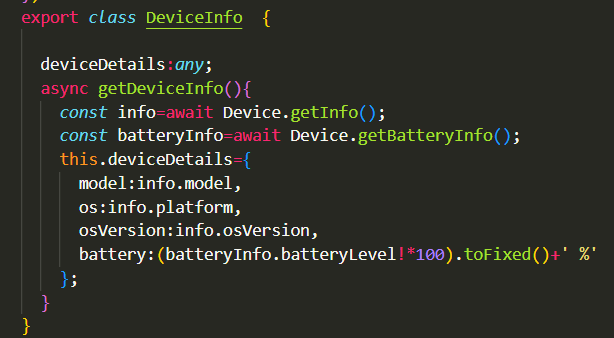 export class DeviceInfo  {
deviceDetails:any;
async getDeviceInfo(){
const info=await Device.getInfo();
const batteryInfo=await Device.getBatteryInfo();
this.deviceDetails={
model:info.model,
os:info.platform,
osVersion:info.osVersion,
battery:(batteryInfo.batteryLevel!*100).toFixed()+' %'
};
}
}